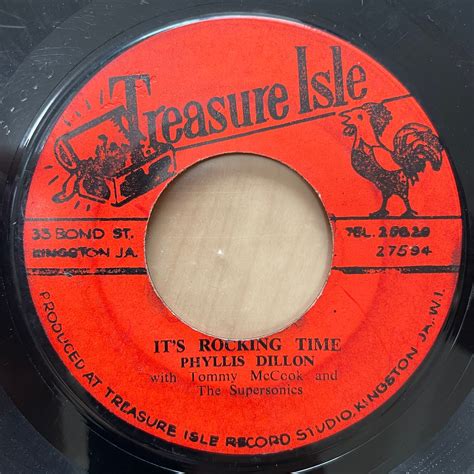 Treasure Isle
33 BOND ST.
KINGSTON JA.
TEL. 25620
27594
IT'S ROCKING TIME
PHYLLIS DILLON
with Tommy McCook and
The Supersonics
PRODUCED AT TREASURE ISLE RECORD STUDIO, KINGSTON JA. W.I.